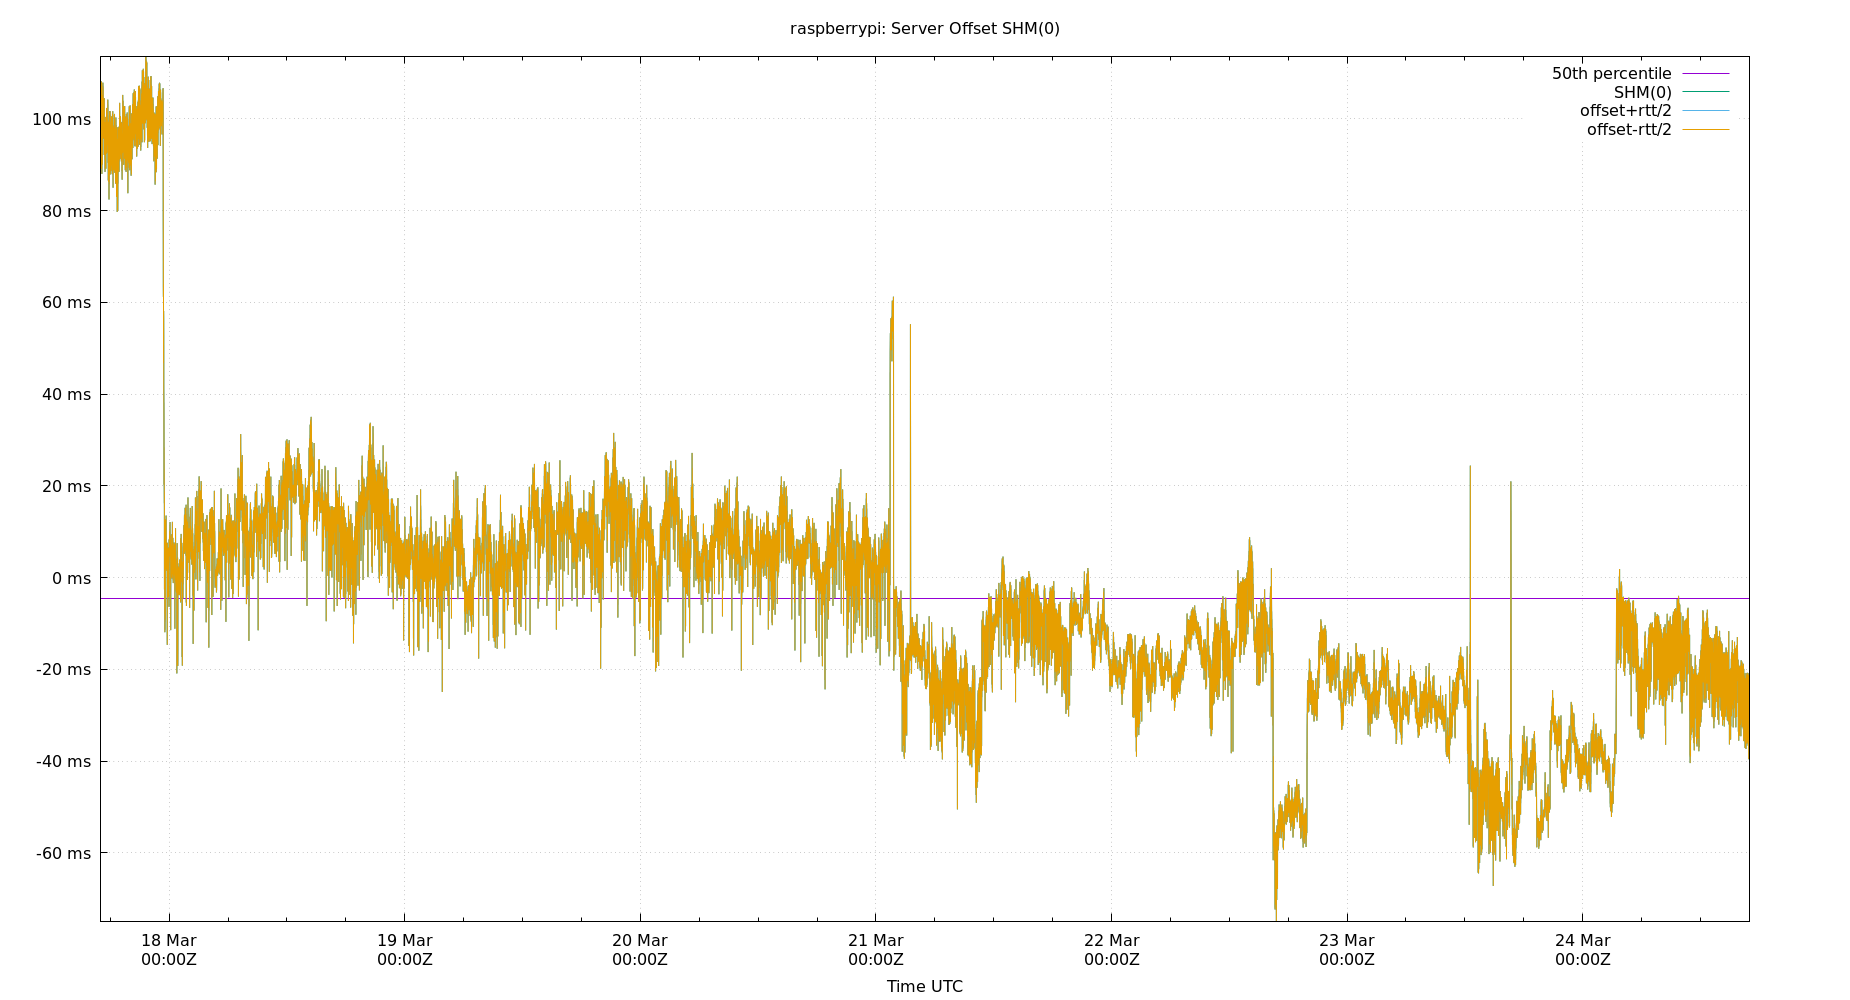 raspberrypi: Server Offset SHM(0)
50th percentile
SHM(0)
offset+rtt/2
offset-rtt/2
100 ms
80 ms
60 ms
40 ms
20 ms
0 ms
-20 ms
-40 ms
-60 ms
18 Mar 19 Mar 20 Mar 21 Mar 22 Mar 23 Mar 24 Mar
00:00Z 00:00Z 00:00Z 00:00Z 00:00Z 00:00Z 00:00Z
Time UTC